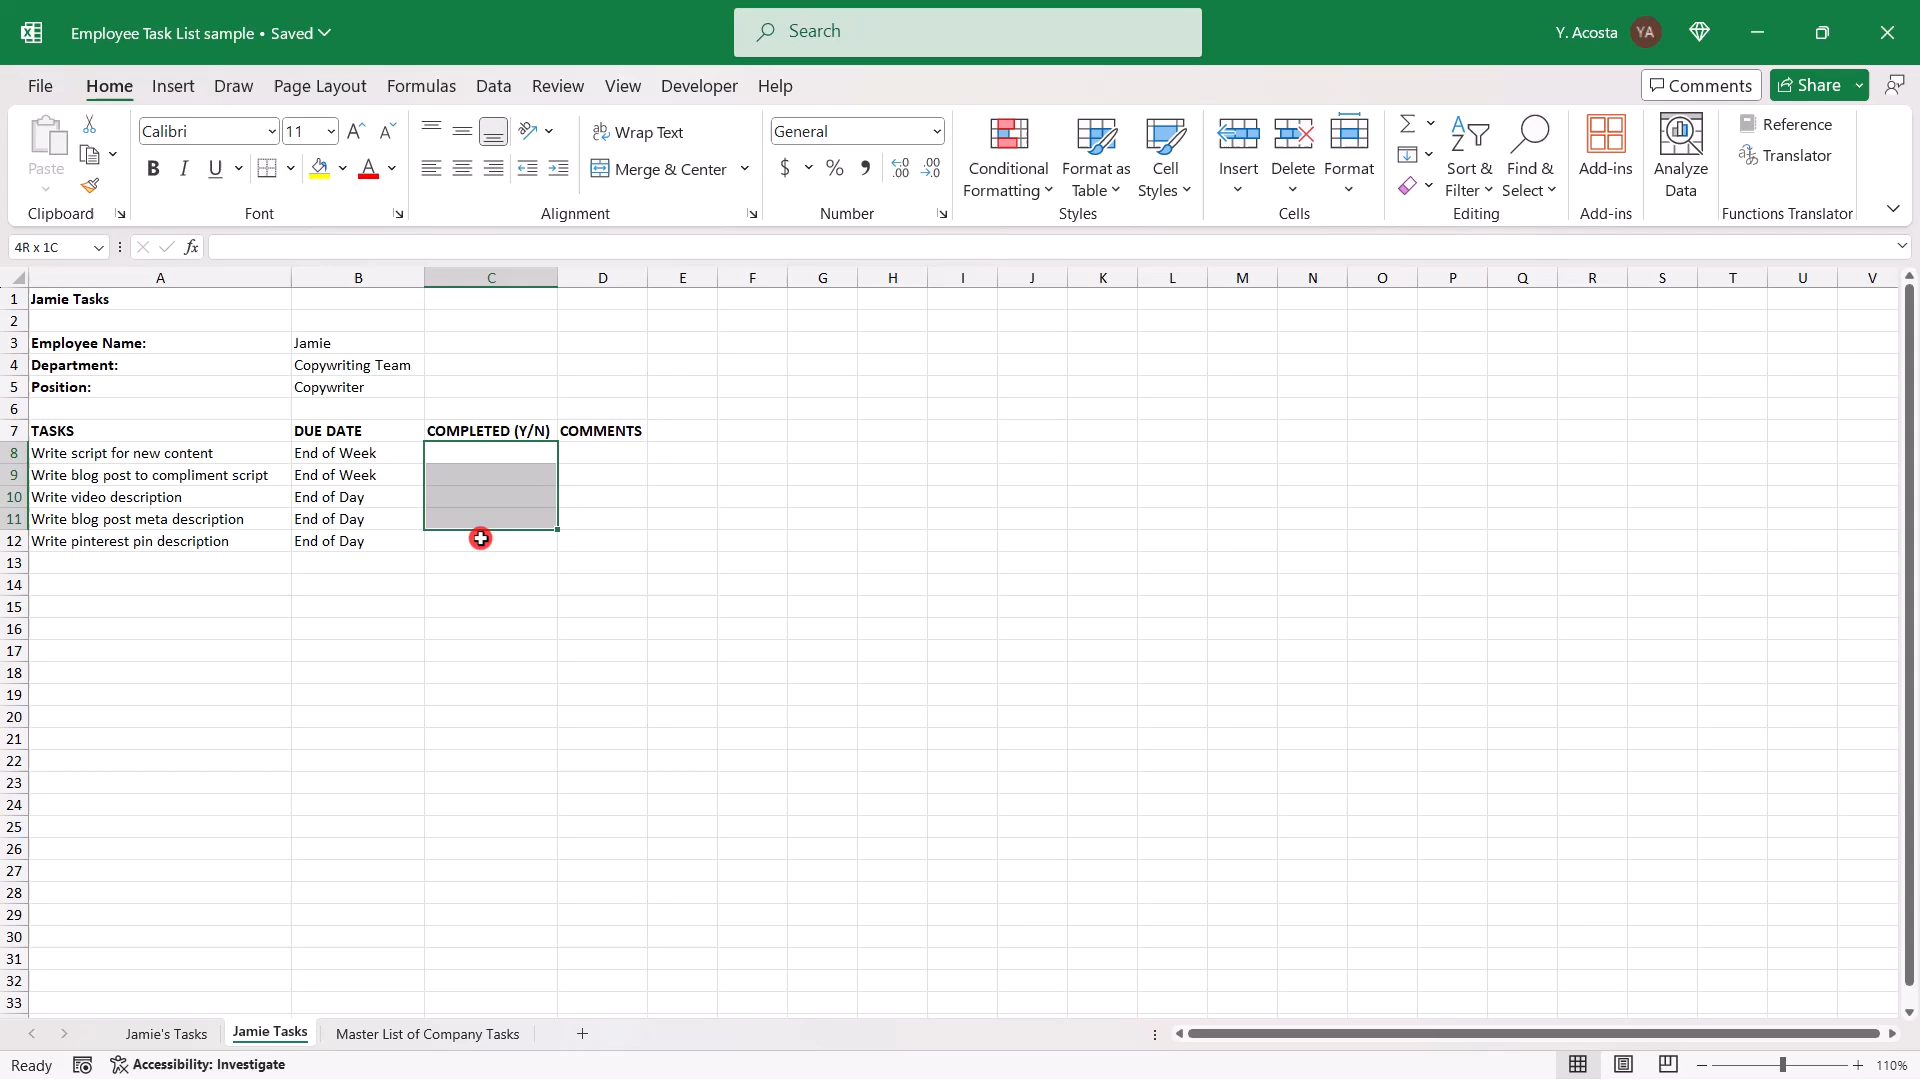 Employee Task List sample • Saved
Search
Y. Acosta YA
File Home Insert Draw Page Layout Formulas Data Review View Developer Help
Comments Share
Paste
Calibri 11
B I U A
ab Wrap Text
Merge & Center
General
$ % 9 .00 .00
Conditional Formatting
Format as Table
Cell Styles
Insert Delete Format
Sort & Filter
Find & Select
Add-ins
Analyze Data
Reference
Translator
Clipboard Font Alignment Number Styles Cells Editing Add-ins Functions Translator
4R x 1C fx
A B C D E F G H I J K L M N O P Q R S T U V
1 Jamie Tasks
2
3 Employee Name: Jamie
4 Department: Copywriting Team
5 Position: Copywriter
6
7 TASKS DUE DATE COMPLETED (Y/N) COMMENTS
8 Write script for new content End of Week
9 Write blog post to compliment script End of Week
10 Write video description End of Day
11 Write blog post meta description End of Day
12 Write pinterest pin description End of Day
13
14
15
16
17
18
19
20
21
22
23
24
25
26
27
28
29
30
31
32
33
Jamie's Tasks Jamie Tasks Master List of Company Tasks
Ready Accessibility: Investigate 110%